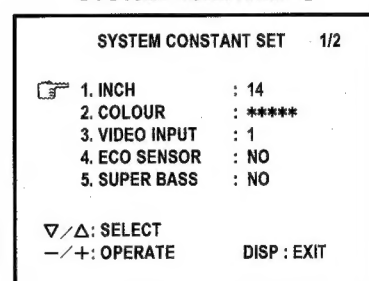 SYSTEM CONSTANT SET 1/2
1. INCH : 14
2. COLOUR : *****
3. VIDEO INPUT : 1
4. ECO SENSOR : NO
5. SUPER BASS : NO
▽/△: SELECT
−/+: OPERATE DISP : EXIT